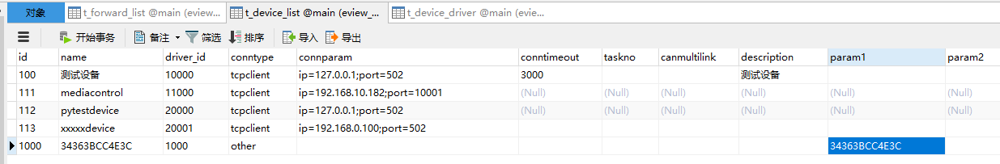 对象 t_forward_list @main (eview_... t_device_list @main (eview_... t_device_driver @main (evie...
开始事务 备注 筛选 排序 导入 导出
id name driver_id conntype connparam conntimeout taskno canmultilink description param1 param2
100 测试设备 10000 tcpclient ip=127.0.0.1;port=502 3000 测试设备
111 mediacontrol 11000 tcpclient ip=192.168.10.182;port=10001 (Null) (Null) (Null) (Null) (Null) (Null)
112 pytestdevice 20000 tcpclient ip=127.0.0.1;port=502 (Null) (Null) (Null) (Null) (Null) (Null)
113 xxxxxdevice 20001 tcpclient ip=192.168.0.100;port=502
1000 34363BCC4E3C 1000 other 34363BCC4E3C